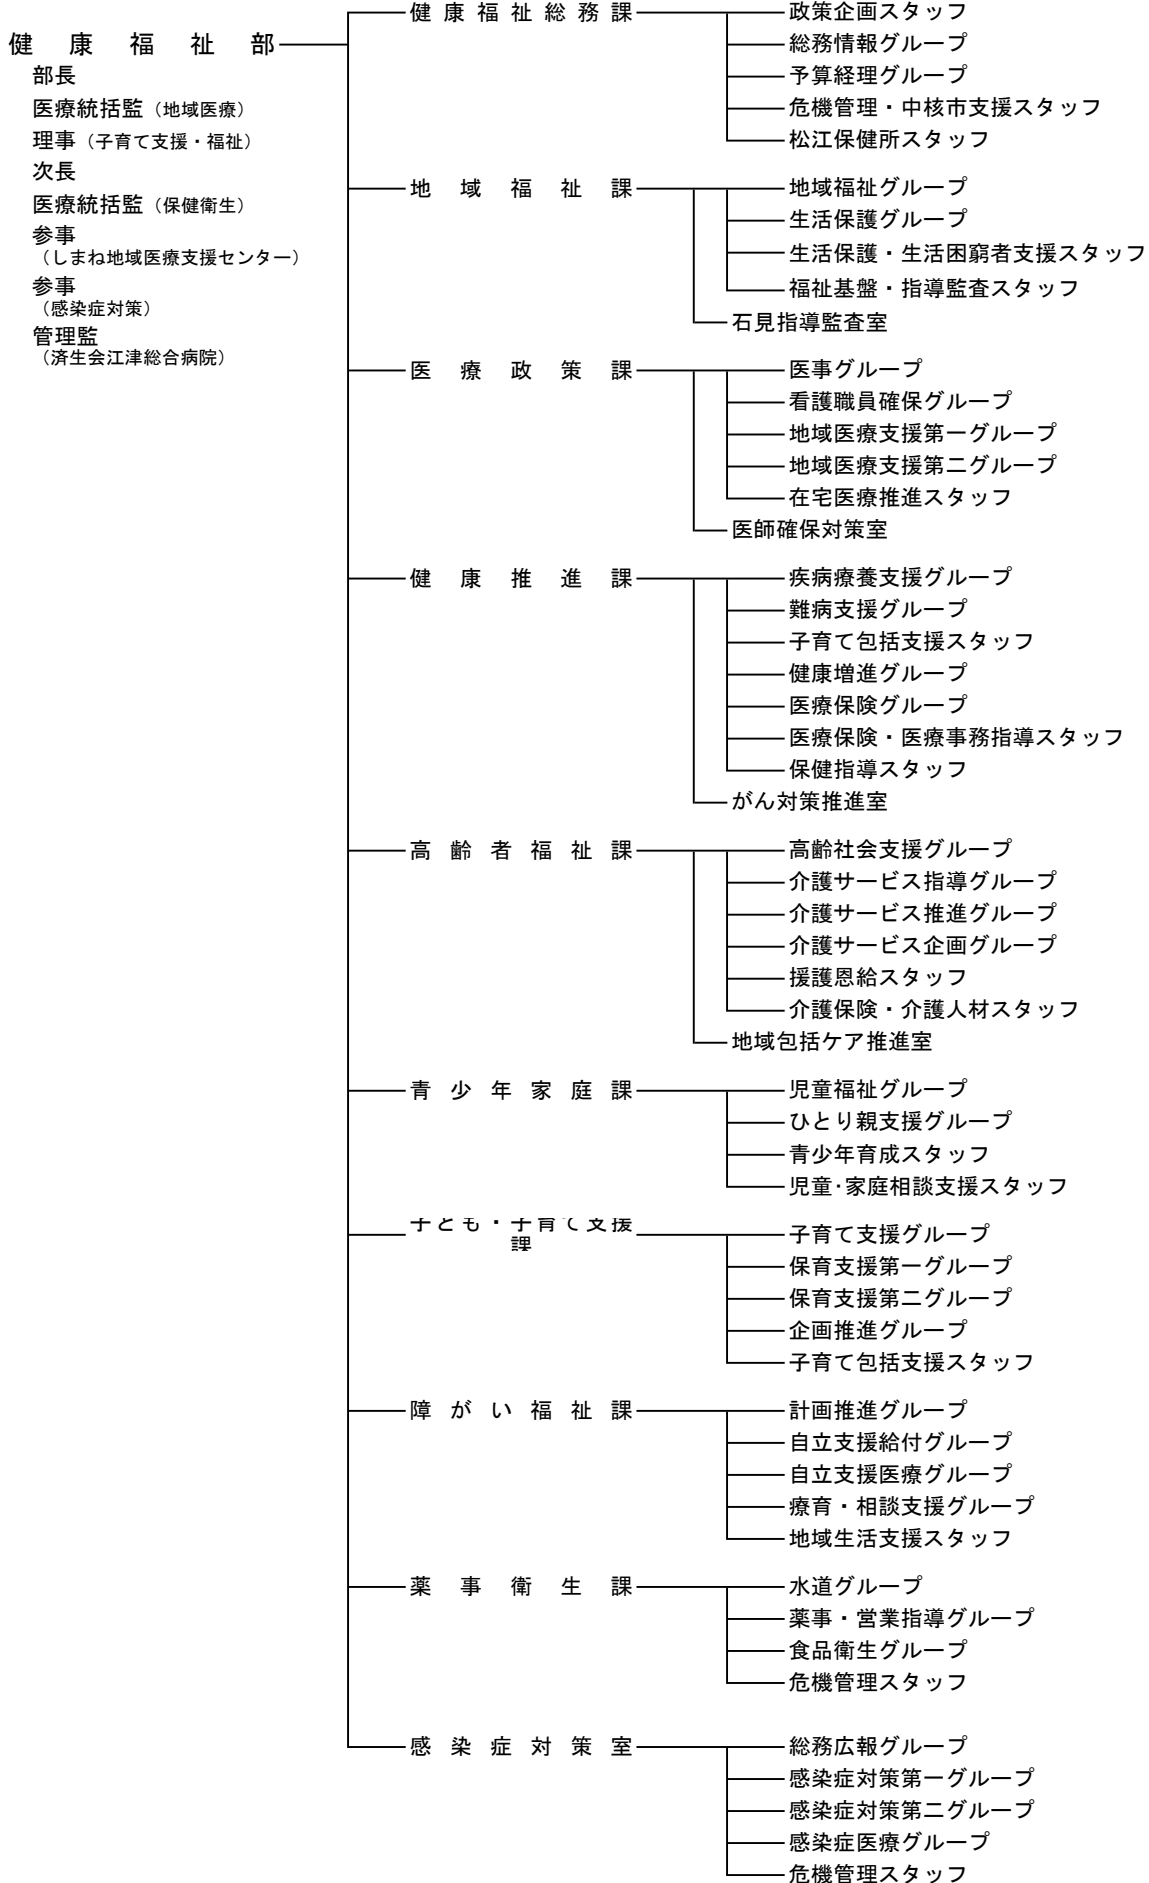 健康福祉部
部長
医療統括監（地域医療）
理事（子育て支援・福祉）
次長
医療統括監（保健衛生）
参事
（しまね地域医療支援センター）
参事
（感染症対策）
管理監
（済生会江津総合病院）
健康福祉総務課
政策企画スタッフ
総務情報グループ
予算経理グループ
危機管理・中核市支援スタッフ
松江保健所スタッフ
地域福祉課
地域福祉グループ
生活保護グループ
生活保護・生活困窮者支援スタッフ
福祉基盤・指導監査スタッフ
石見指導監査室
医療政策課
医事グループ
看護職員確保グループ
地域医療支援第一グループ
地域医療支援第二グループ
在宅医療推進スタッフ
医師確保対策室
健康推進課
疾病療養支援グループ
難病支援グループ
子育て包括支援スタッフ
健康増進グループ
医療保険グループ
医療保険・医療事務指導スタッフ
保健指導スタッフ
がん対策推進室
高齢者福祉課
高齢社会支援グループ
介護サービス指導グループ
介護サービス推進グループ
介護サービス企画グループ
援護恩給スタッフ
介護保険・介護人材スタッフ
地域包括ケア推進室
青少年家庭課
児童福祉グループ
ひとり親支援グループ
青少年育成スタッフ
児童･家庭相談支援スタッフ
子ども・子育て支援
課
子育て支援グループ
保育支援第一グループ
保育支援第二グループ
企画推進グループ
子育て包括支援スタッフ
障がい福祉課
計画推進グループ
自立支援給付グループ
自立支援医療グループ
療育・相談支援グループ
地域生活支援スタッフ
薬事衛生課
水道グループ
薬事・営業指導グループ
食品衛生グループ
危機管理スタッフ
感染症対策室
総務広報グループ
感染症対策第一グループ
感染症対策第二グループ
感染症医療グループ
危機管理スタッフ